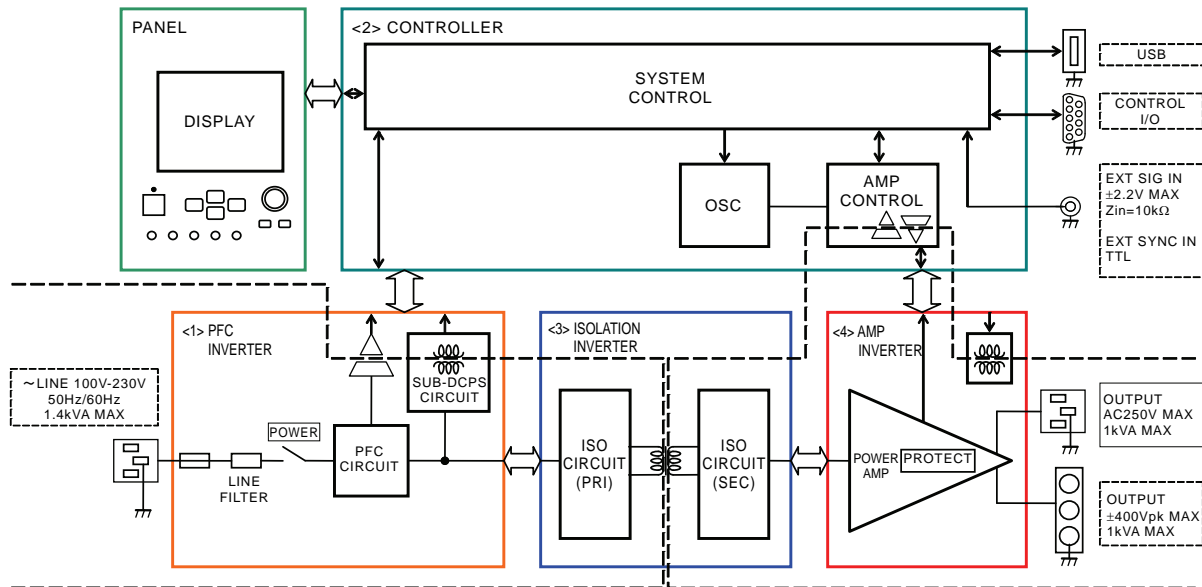 PANEL
DISPLAY
<2> CONTROLLER
SYSTEM
CONTROL
OSC
AMP
CONTROL
USB
CONTROL
I/O
EXT SIG IN
±2.2V MAX
Zin=10kΩ
EXT SYNC IN
TTL
<1> PFC
INVERTER
SUB-DCPS
CIRCUIT
~LINE 100V-230V
50Hz/60Hz
1.4kVA MAX
POWER
LINE
FILTER
PFC
CIRCUIT
<3> ISOLATION
INVERTER
ISO
CIRCUIT
(PRI)
ISO
CIRCUIT
(SEC)
<4> AMP
INVERTER
POWER
AMP
PROTECT
OUTPUT
AC250V MAX
1kVA MAX
OUTPUT
±400Vpk MAX
1kVA MAX